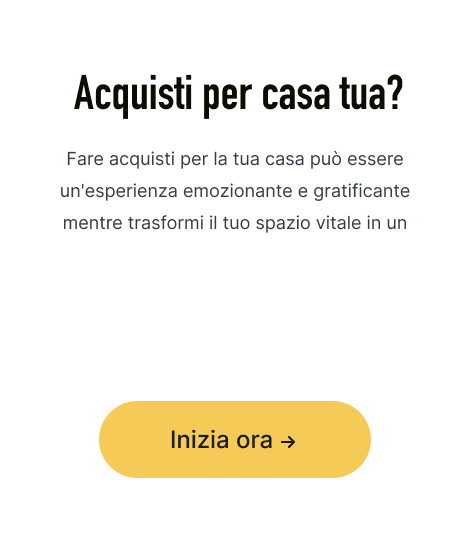 Acquisti per casa tua?
Fare acquisti per la tua casa può essere
un'esperienza emozionante e gratificante
mentre trasformi il tuo spazio vitale in un
Inizia ora →